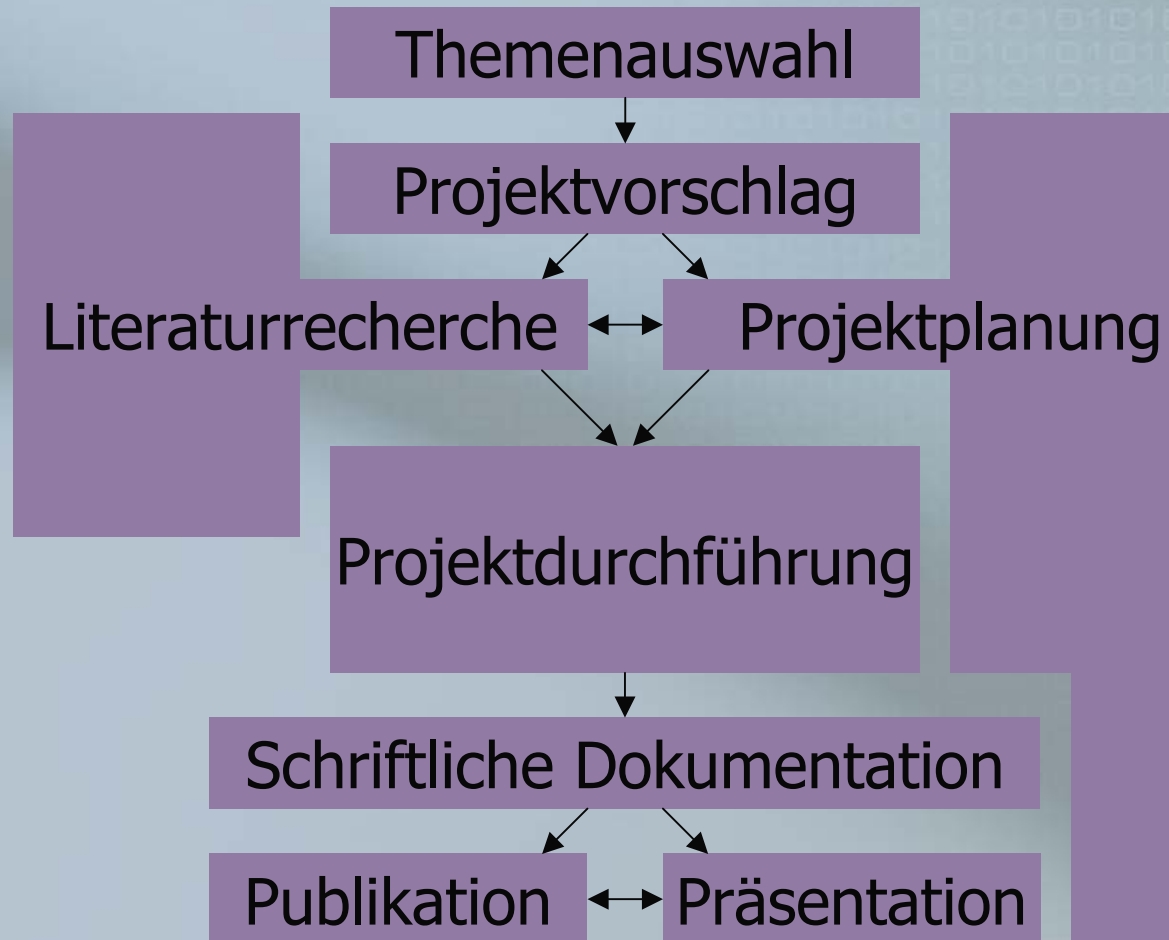 Themenauswahl
Projektvorschlag
Literaturrecherche
Projektplanung
Projektdurchführung
Schriftliche Dokumentation
Publikation
Präsentation